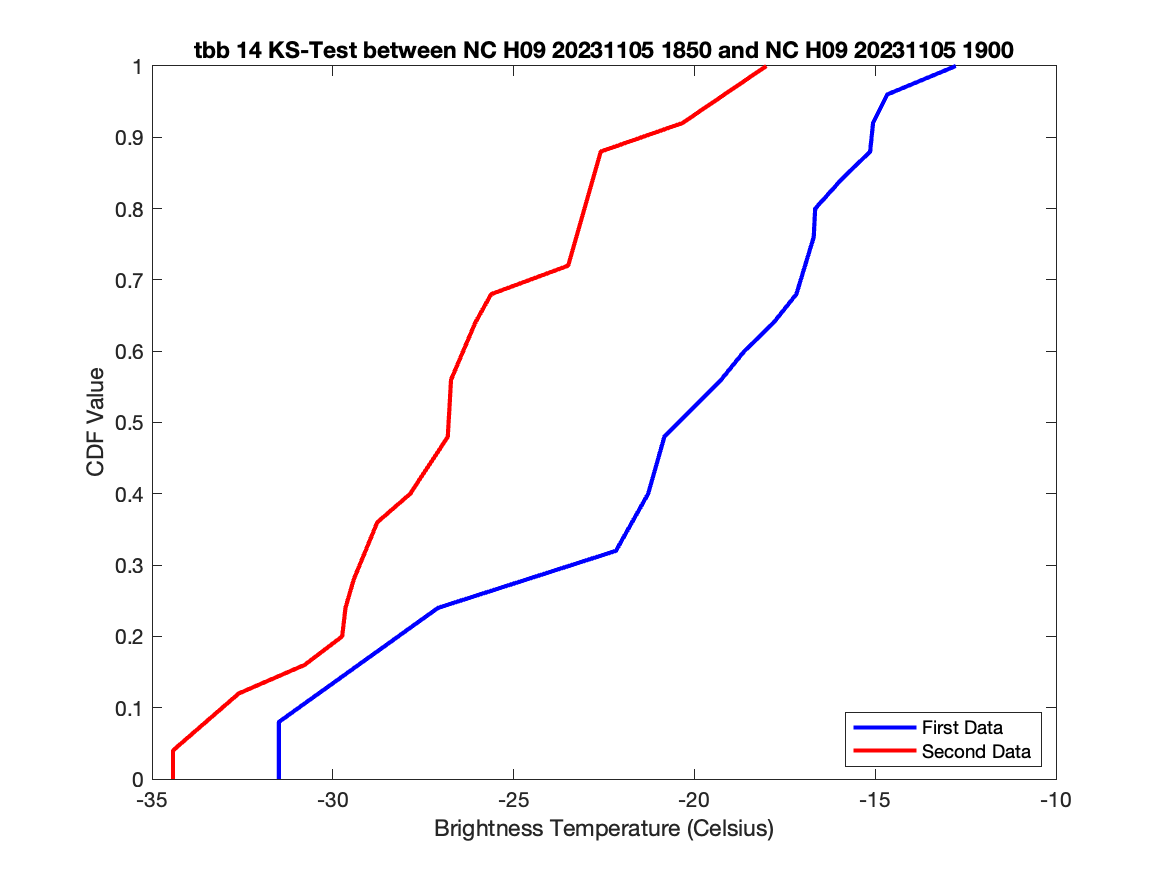 tbb 14 KS-Test between NC H09 20231105 1850 and NC H09 20231105 1900
1
0.9
0.8
0.7
0.6
0.5
0.4
0.3
0.2
0.1
0
CDF Value
First Data
Second Data
-35 -30 -25 -20 -15 -10
Brightness Temperature (Celsius)